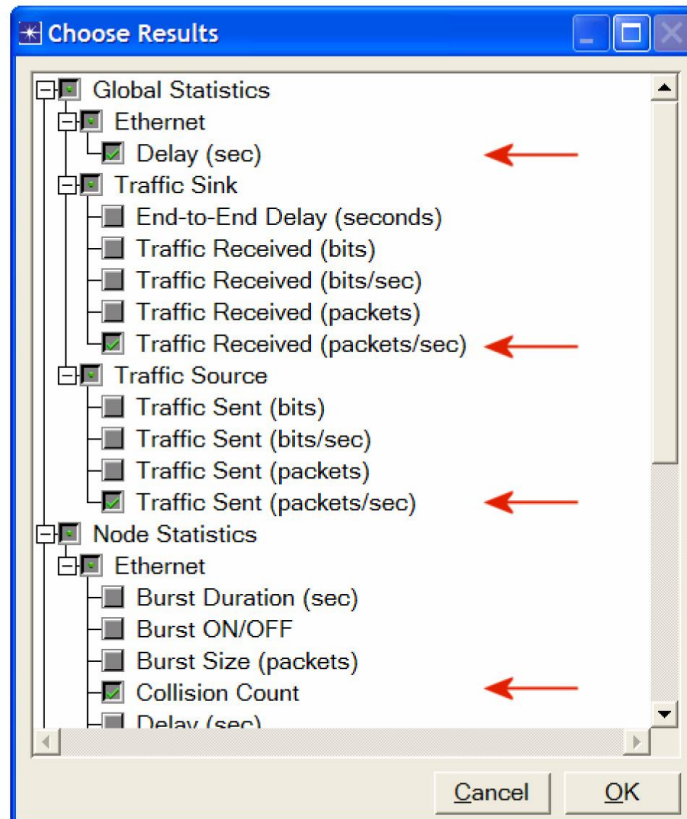 Choose Results
Global Statistics
Ethernet
Delay (sec)
Traffic Sink
End-to-End Delay (seconds)
Traffic Received (bits)
Traffic Received (bits/sec)
Traffic Received (packets)
Traffic Received (packets/sec)
Traffic Source
Traffic Sent (bits)
Traffic Sent (bits/sec)
Traffic Sent (packets)
Traffic Sent (packets/sec)
Node Statistics
Ethernet
Burst Duration (sec)
Burst ON/OFF
Burst Size (packets)
Collision Count
Delay (sec)
Cancel OK